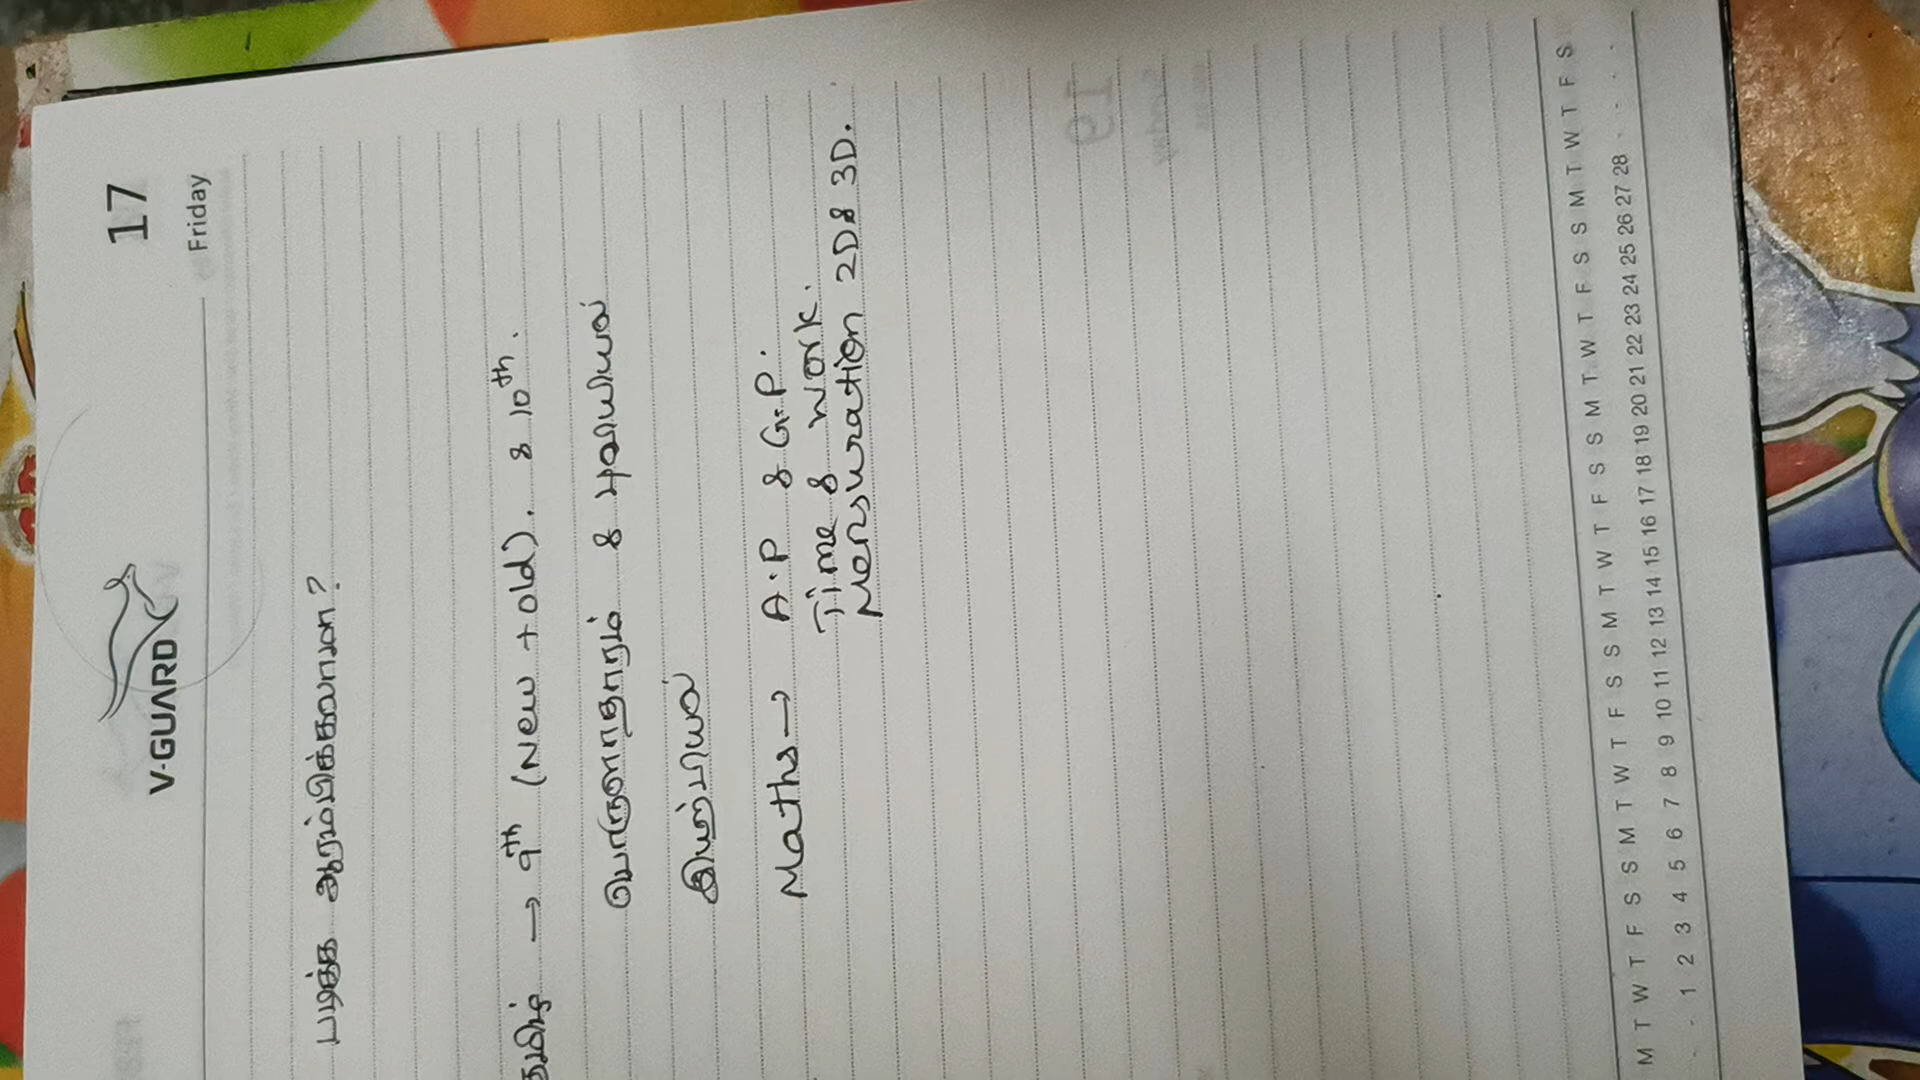 17
Friday
V-GUARD
படிக்க ஆரம்பிக்கலாமா?
தமிழ் → 9th (New + old). & 10th.
பொருளாதாரம் & புவியியல்
இயற்பியல்
Maths → A.P & G.P.
Time & work.
Mensuration 2D & 3D.
M T W T F S S M T W T F S S M T W T F S S M T W T F S S M T W T F S
1 2 3 4 5 6 7 8 9 10 11 12 13 14 15 16 17 18 19 20 21 22 23 24 25 26 27 28